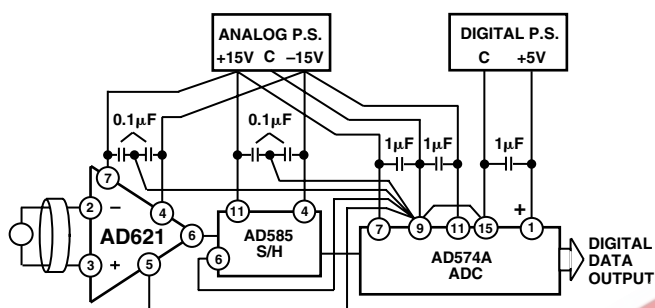 ANALOG P.S.
+15V C –15V
DIGITAL P.S.
C +5V
0.1μF
0.1μF
1μF
1μF
1μF
7
2
–
4
AD621
6
3
+
5
11
4
AD585
S/H
6
7
9
11
15
+
1
AD574A
ADC
DIGITAL
DATA
OUTPUT